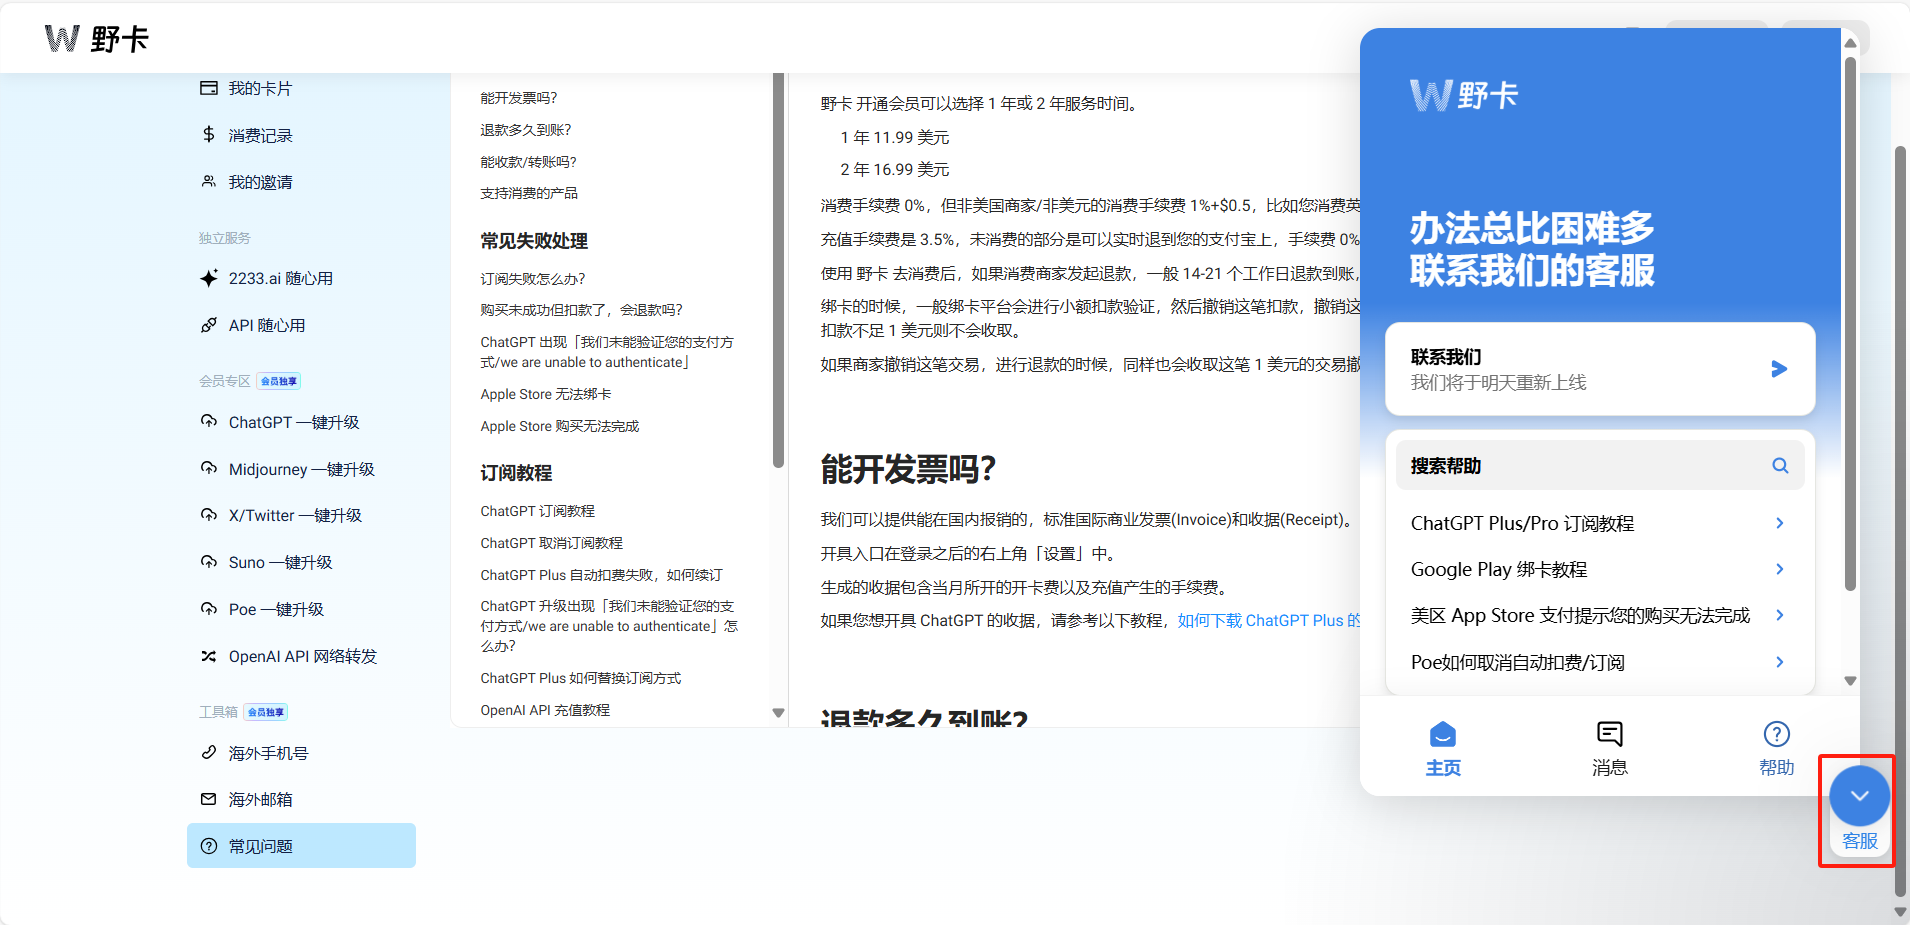 W 野卡
我的卡片
消费记录
我的邀请
独立服务
2233.ai 随心用
API 随心用
会员专区 会员独享
ChatGPT 一键升级
Midjourney 一键升级
X/Twitter 一键升级
Suno 一键升级
Poe 一键升级
OpenAI API 网络转发
工具箱 会员独享
海外手机号
海外邮箱
常见问题
能开发票吗？
退款多久到账？
能收款/转账吗？
支持消费的产品
常见失败处理
订阅失败怎么办？
购买未成功但扣款了，会退款吗？
ChatGPT 出现「我们未能验证您的支付方
式/we are unable to authenticate」
Apple Store 无法绑卡
Apple Store 购买无法完成
订阅教程
ChatGPT 订阅教程
ChatGPT 取消订阅教程
ChatGPT Plus 自动扣费失败，如何续订
ChatGPT 升级出现「我们未能验证您的支
付方式/we are unable to authenticate」怎
么办？
ChatGPT Plus 如何替换订阅方式
OpenAI API 充值教程
野卡 开通会员可以选择 1 年或 2 年服务时间。
1 年 11.99 美元
2 年 16.99 美元
消费手续费 0%，但非美国商家/非美元的消费手续费 1%+$0.5，比如您消费英
充值手续费是 3.5%，未消费的部分是可以实时退到您的支付宝上，手续费 0%
使用 野卡 去消费后，如果消费商家发起退款，一般 14-21 个工作日退款到账，
绑卡的时候，一般绑卡平台会进行小额扣款验证，然后撤销这笔扣款，撤销这
扣款不足 1 美元则不会收取。
如果商家撤销这笔交易，进行退款的时候，同样也会收取这笔 1 美元的交易撤
能开发票吗？
我们可以提供能在国内报销的，标准国际商业发票(Invoice)和收据(Receipt)。
开具入口在登录之后的右上角「设置」中。
生成的收据包含当月所开的开卡费以及充值产生的手续费。
如果您想开具 ChatGPT 的收据，请参考以下教程，如何下载 ChatGPT Plus 的
退款多久到账？
W 野卡
办法总比困难多
联系我们的客服
联系我们
我们将于明天重新上线
搜索帮助
ChatGPT Plus/Pro 订阅教程
Google Play 绑卡教程
美区 App Store 支付提示您的购买无法完成
Poe如何取消自动扣费/订阅
主页
消息
帮助
客服